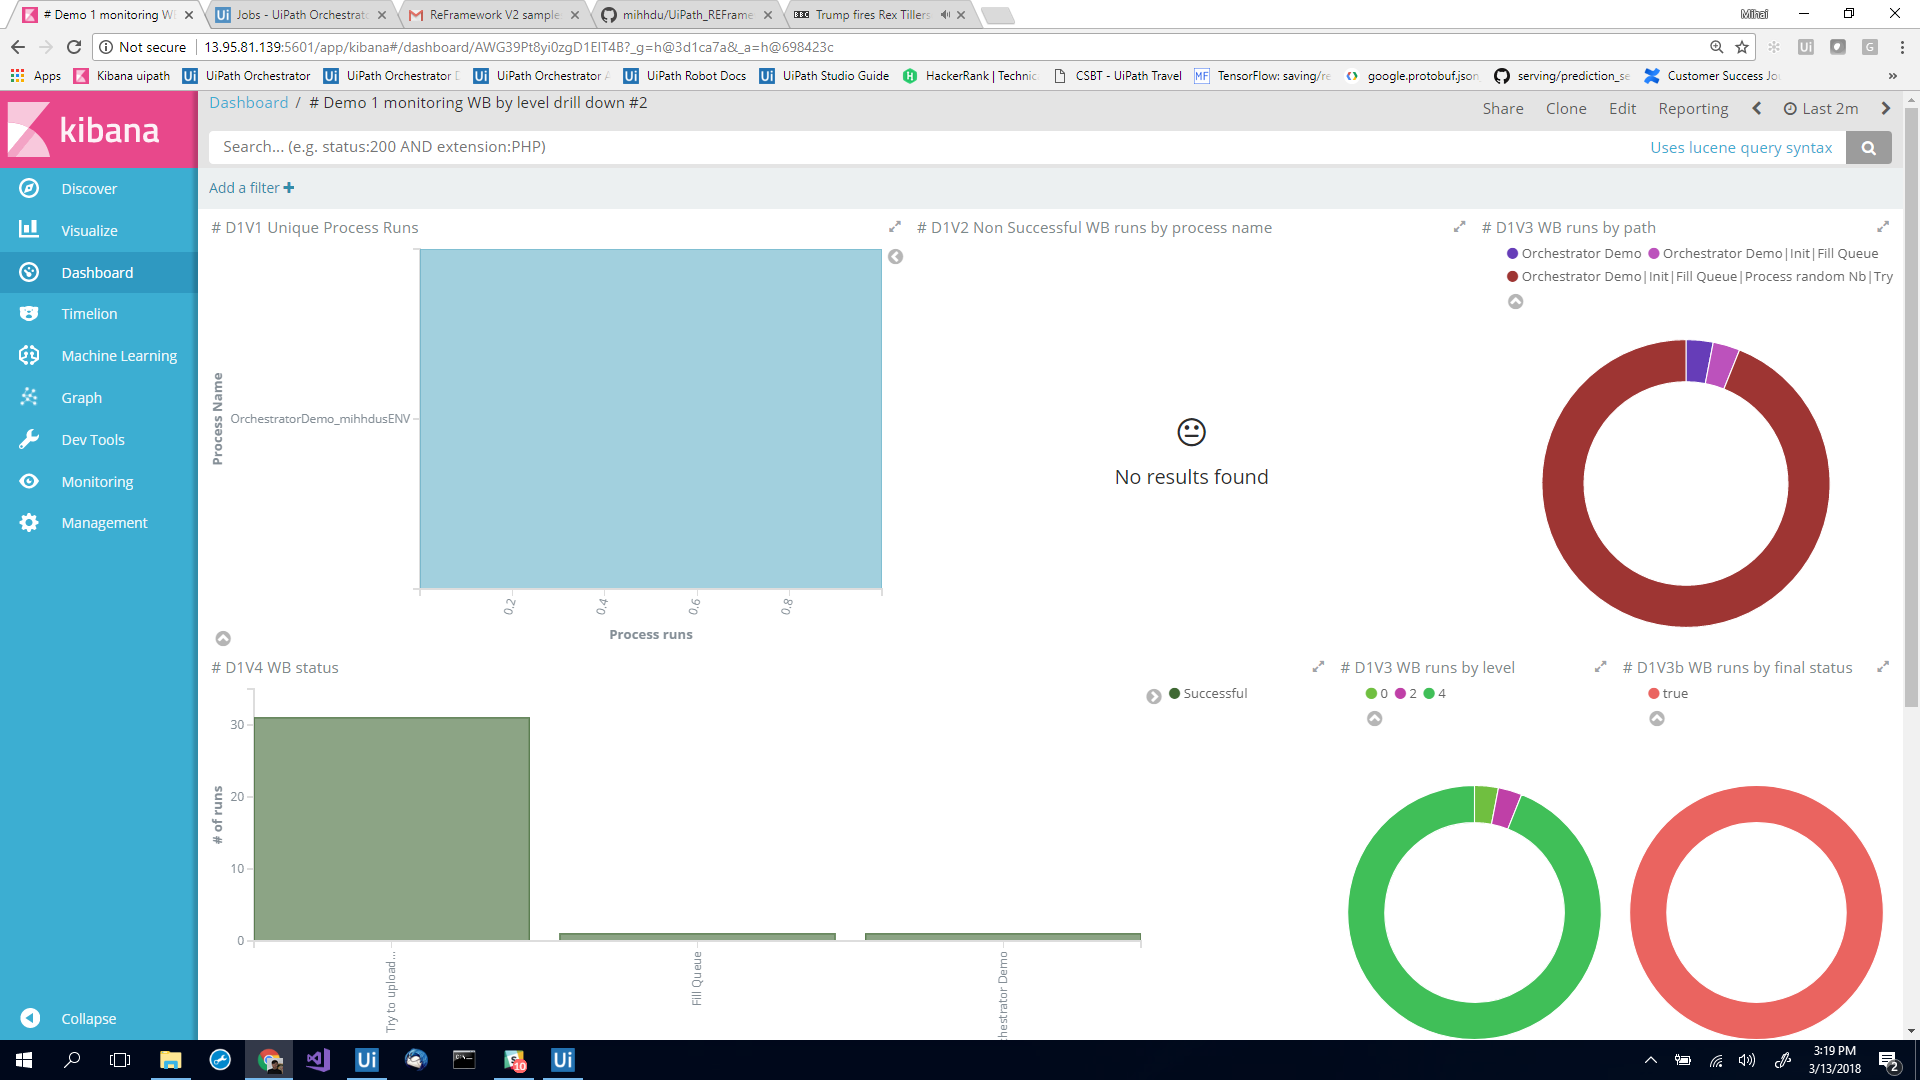 # Demo 1 monitoring W
Jobs - UiPath Orchestrat
ReFramework V2 sample
mihhdu/UiPath_REFrame
BBC Trump fires Rex Tillers
Mihai
Not secure 13.95.81.139:5601/app/kibana#/dashboard/AWG39Pt8yi0zgD1EIT4B?_g=h@3d1ca7a&_a=h@698423c
Apps Kibana uipath UiPath Orchestrator UiPath Orchestrator UiPath Orchestrator UiPath Robot Docs UiPath Studio Guide HackerRank | Technic CSBT - UiPath Travel TensorFlow: saving/re google.protobuf.json serving/prediction_se Customer Success Jou
kibana
Discover
Visualize
Dashboard
Timelion
Machine Learning
Graph
Dev Tools
Monitoring
Management
Collapse
Dashboard / # Demo 1 monitoring WB by level drill down #2
Share Clone Edit Reporting Last 2m
Search... (e.g. status:200 AND extension:PHP) Uses lucene query syntax
Add a filter
# D1V1 Unique Process Runs
Process Name
OrchestratorDemo_mihhdusENV
0.2 0.4 0.6 0.8
Process runs
# D1V2 Non Successful WB runs by process name
No results found
# D1V3 WB runs by path
Orchestrator Demo Orchestrator Demo|Init|Fill Queue
Orchestrator Demo|Init|Fill Queue|Process random Nb|Try
# D1V4 WB status
Successful
# of runs
30
20
10
0
Try to upload...
Fill Queue
chestrator Demo
# D1V3 WB runs by level
0 2 4
# D1V3b WB runs by final status
true
10
3:19 PM
3/13/2018
2